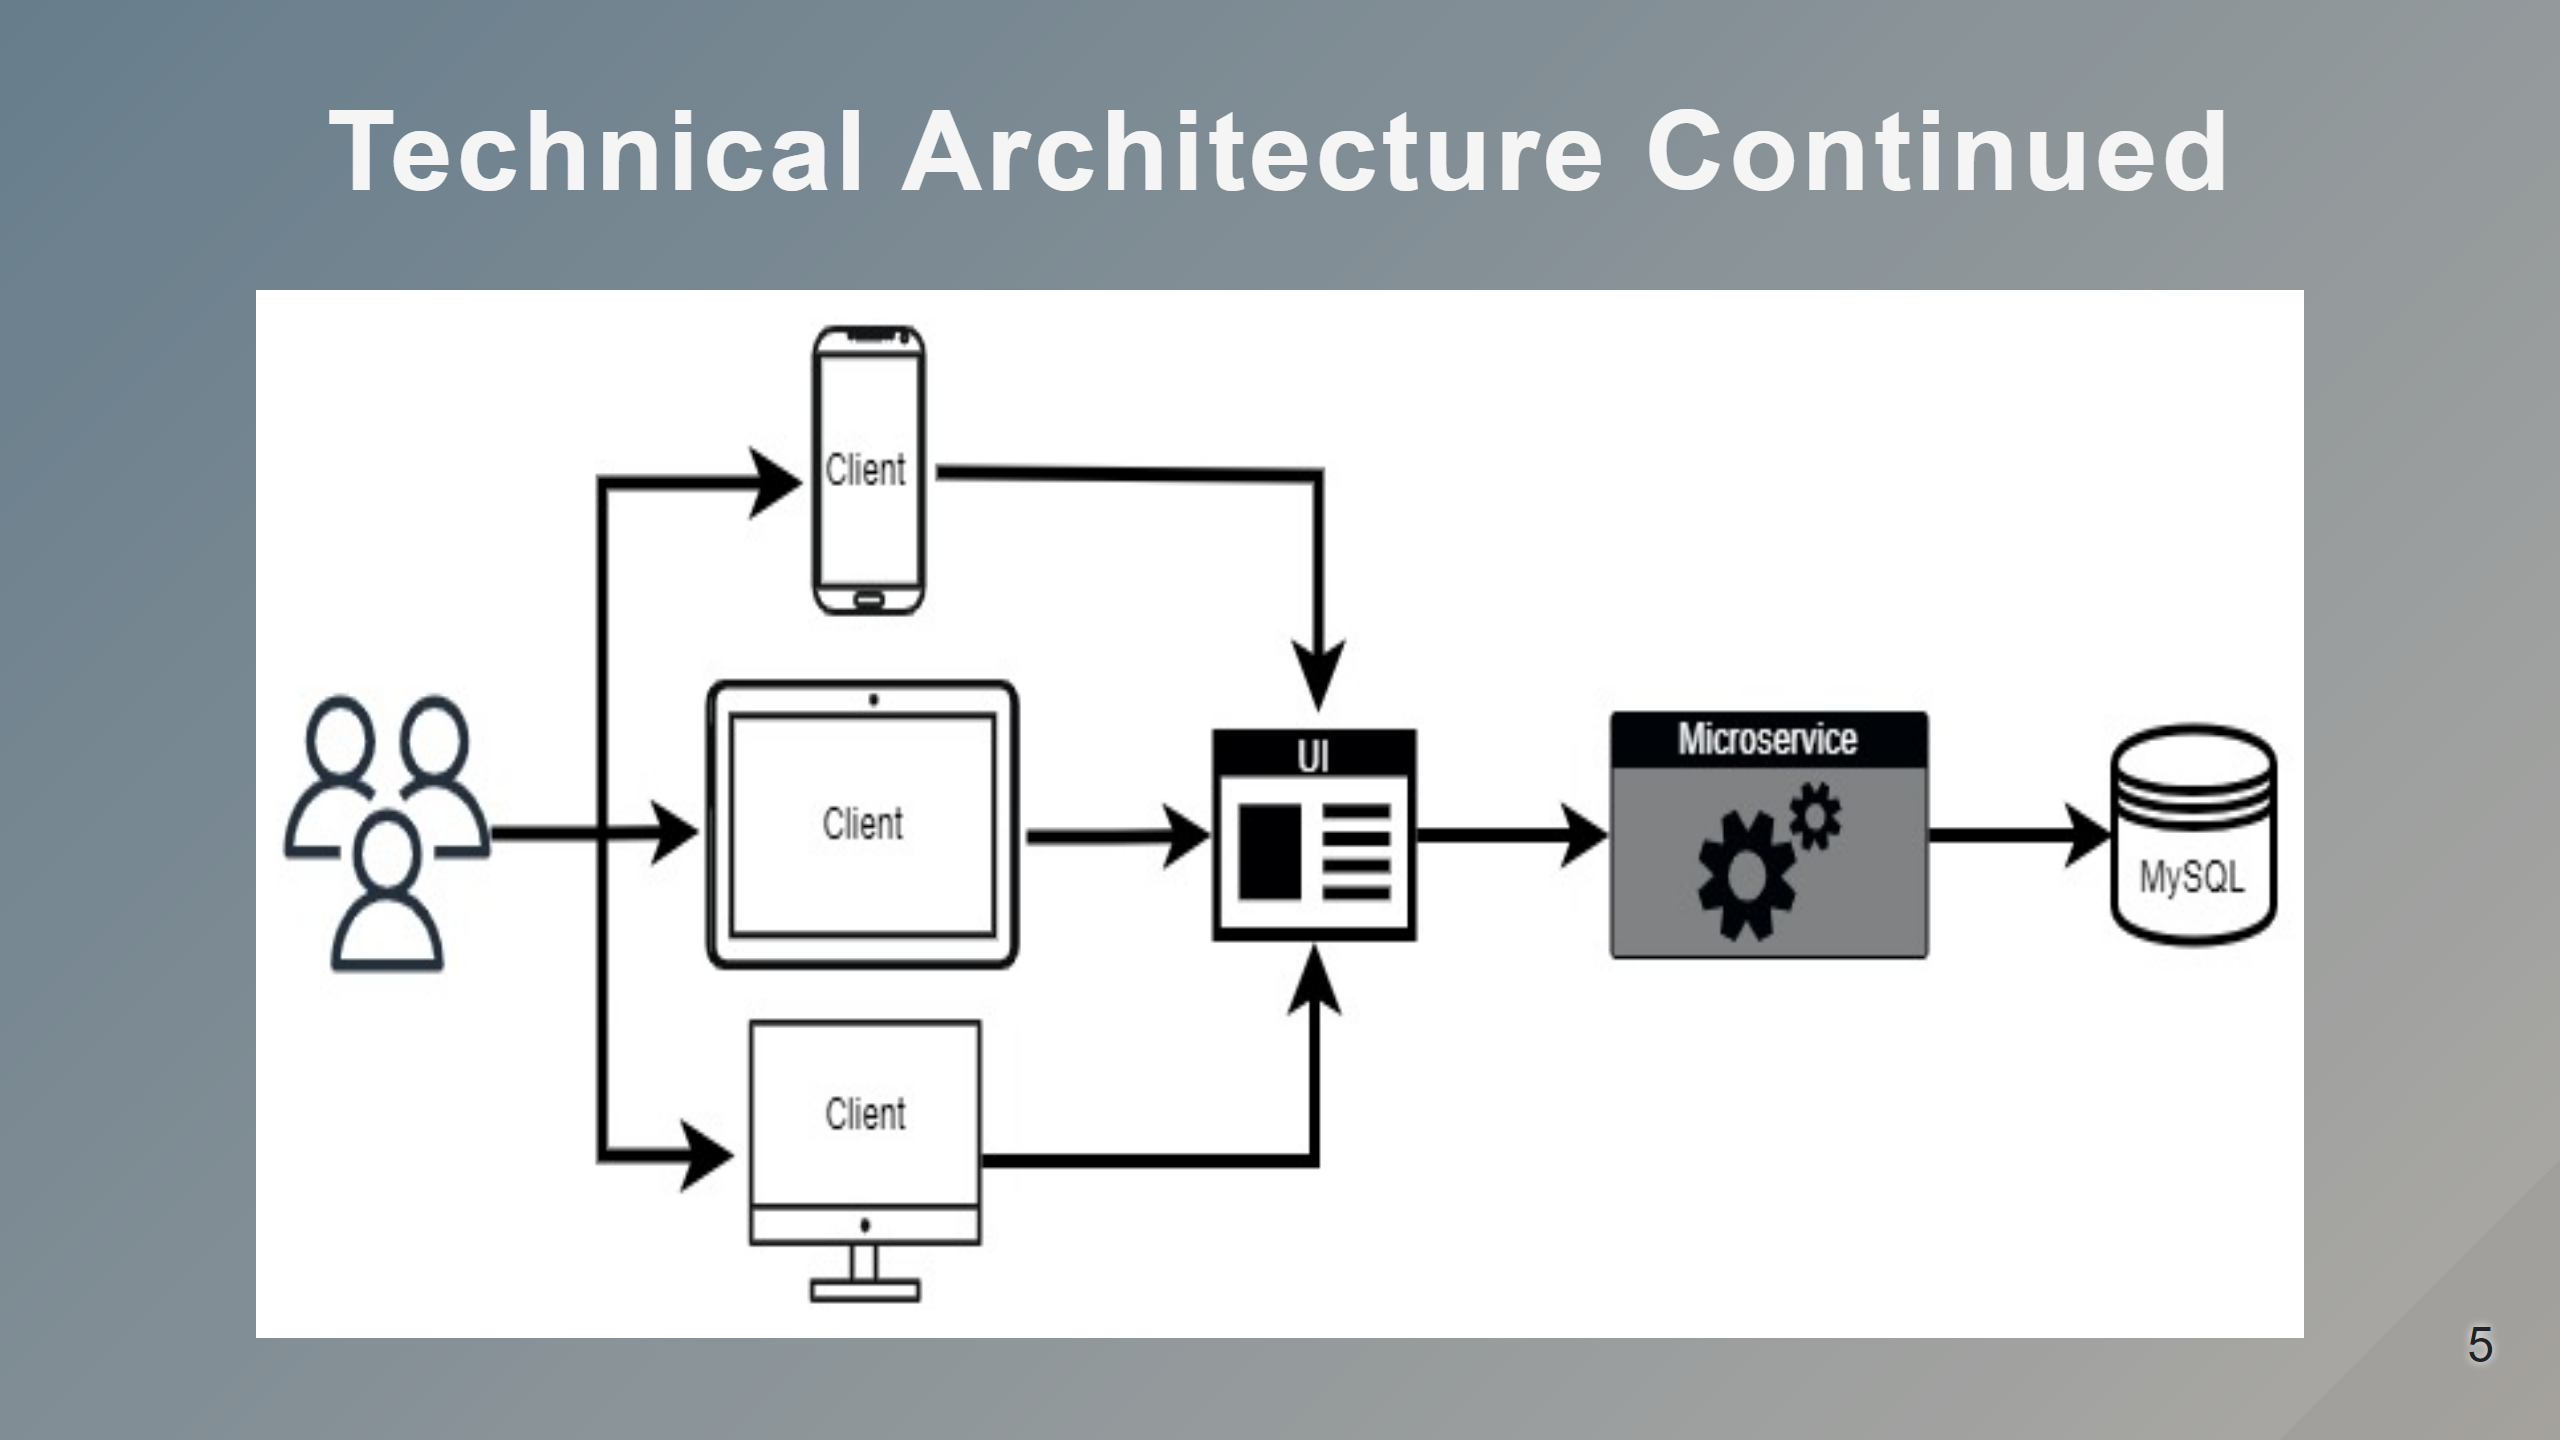 Technical Architecture Continued
Client
Client
Client
UI
Microservice
MySQL
5